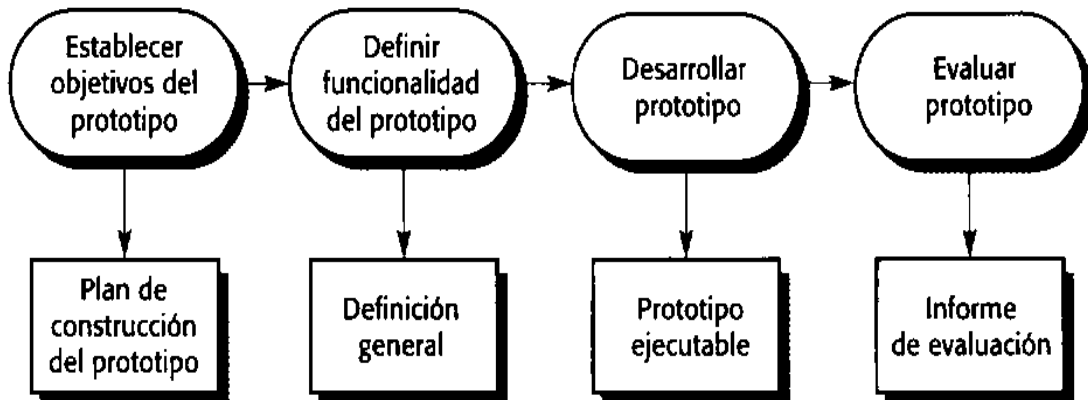 Establecer
objetivos del
prototipo
Definir
funcionalidad
del prototipo
Desarrollar
prototipo
Evaluar
prototipo
Plan de
construcción
del prototipo
Definición
general
Prototipo
ejecutable
Informe
de evaluación